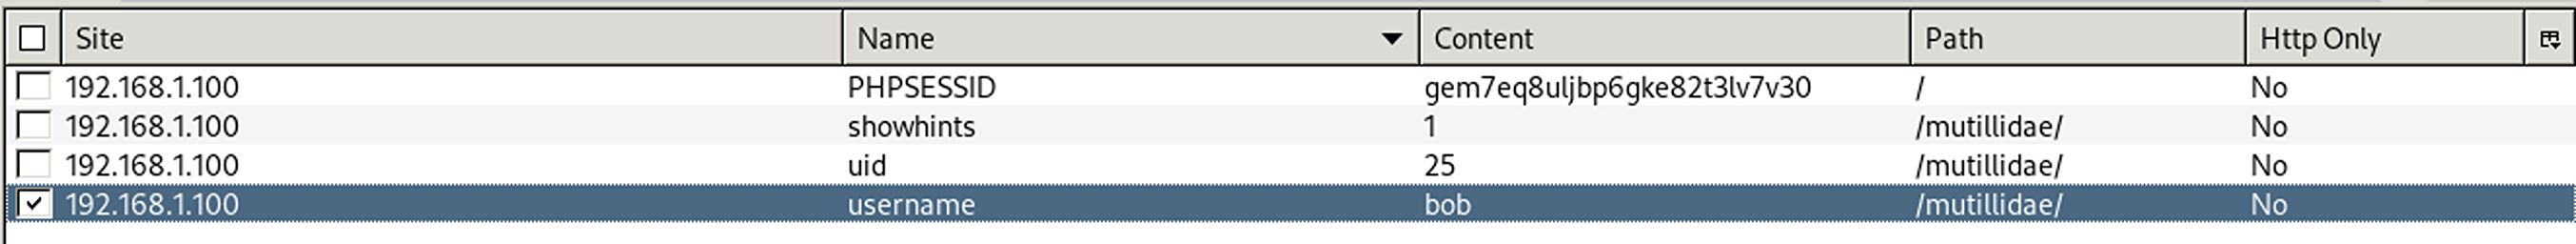 Site Name Content Path Http Only
192.168.1.100 PHPSESSID gem7eq8uljbp6gke82t3lv7v30 / No
192.168.1.100 showhints 1 /mutillidae/ No
192.168.1.100 uid 25 /mutillidae/ No
192.168.1.100 username bob /mutillidae/ No